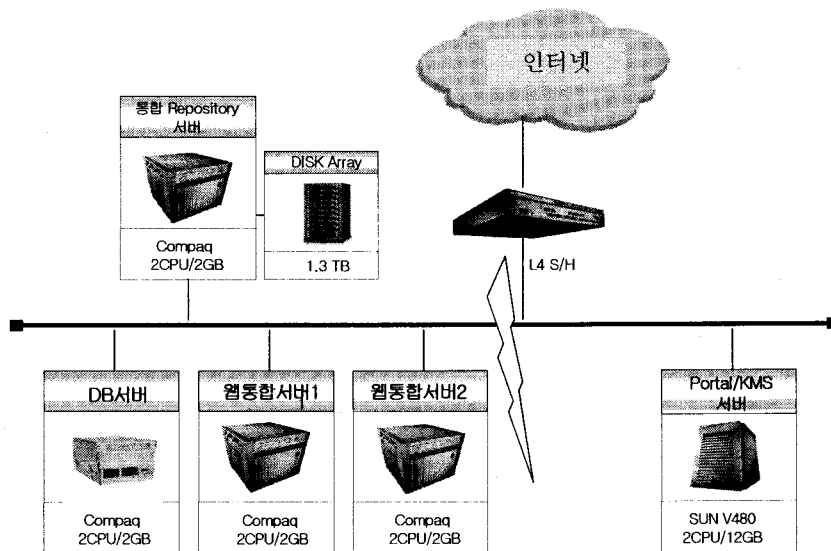 인터넷
통합 Repository
서버
DISK Array
Compaq
2CPU/2GB
1.3 TB
L4 S/H
DB서버
웹통합서버1
웹통합서버2
Portal/KMS
서버
Compaq
2CPU/2GB
Compaq
2CPU/2GB
Compaq
2CPU/2GB
SUN V480
2CPU/12GB